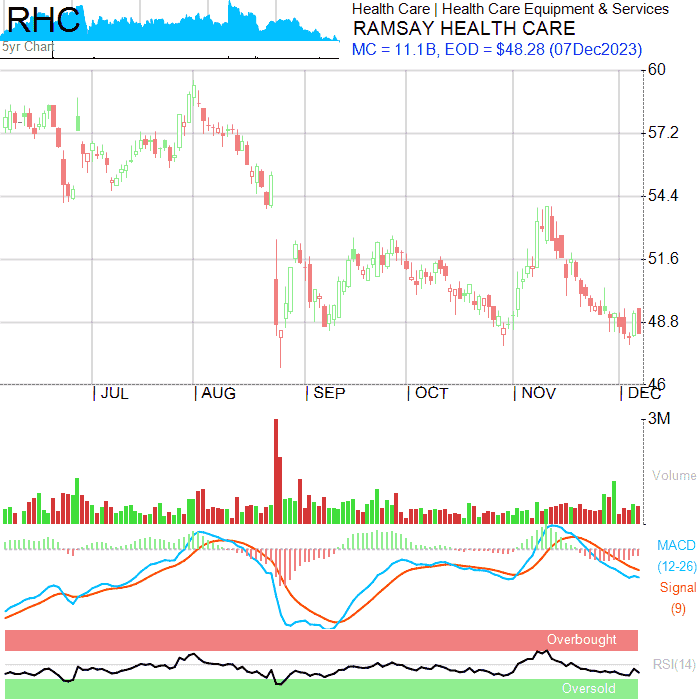 RHC
5yr Chart
Health Care | Health Care Equipment & Services
RAMSAY HEALTH CARE
MC = 11.1B, EOD = $48.28 (07Dec2023)
60
57.2
54.4
51.6
48.8
46
| JUL | AUG | SEP | OCT | NOV | DEC
3M
Volume
MACD
(12-26)
Signal
(9)
Overbought
RSI(14)
Oversold